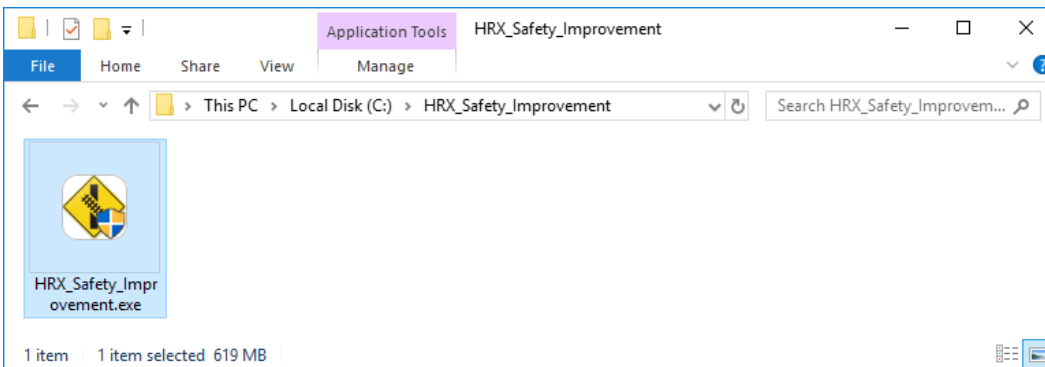 Application Tools HRX_Safety_Improvement
File Home Share View Manage
This PC > Local Disk (C:) > HRX_Safety_Improvement Search HRX_Safety_Improvem...
HRX_Safety_Impr
ovement.exe
1 item 1 item selected 619 MB